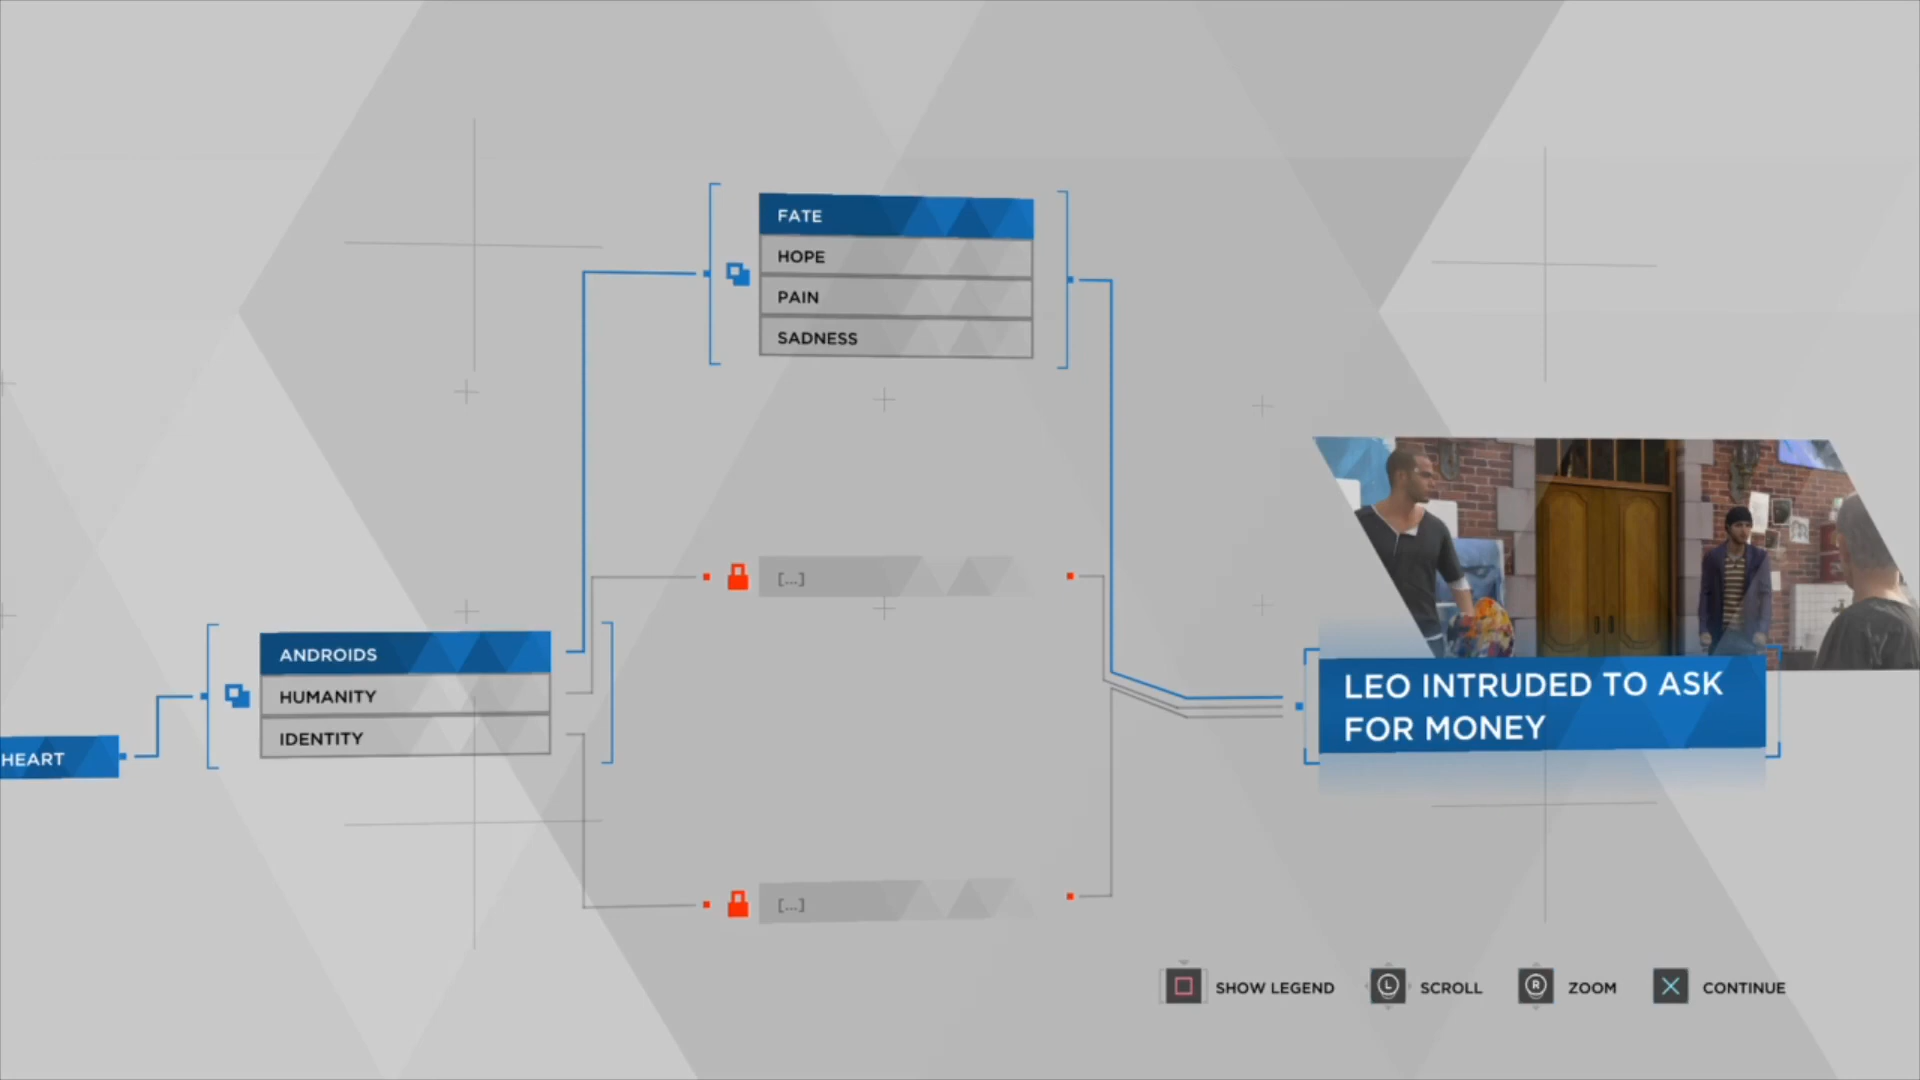 FATE
HOPE
PAIN
SADNESS
[...]
ANDROIDS
HUMANITY
IDENTITY
HEART
LEO INTRUDED TO ASK
FOR MONEY
[...]
SHOW LEGEND
L SCROLL
R ZOOM
CONTINUE